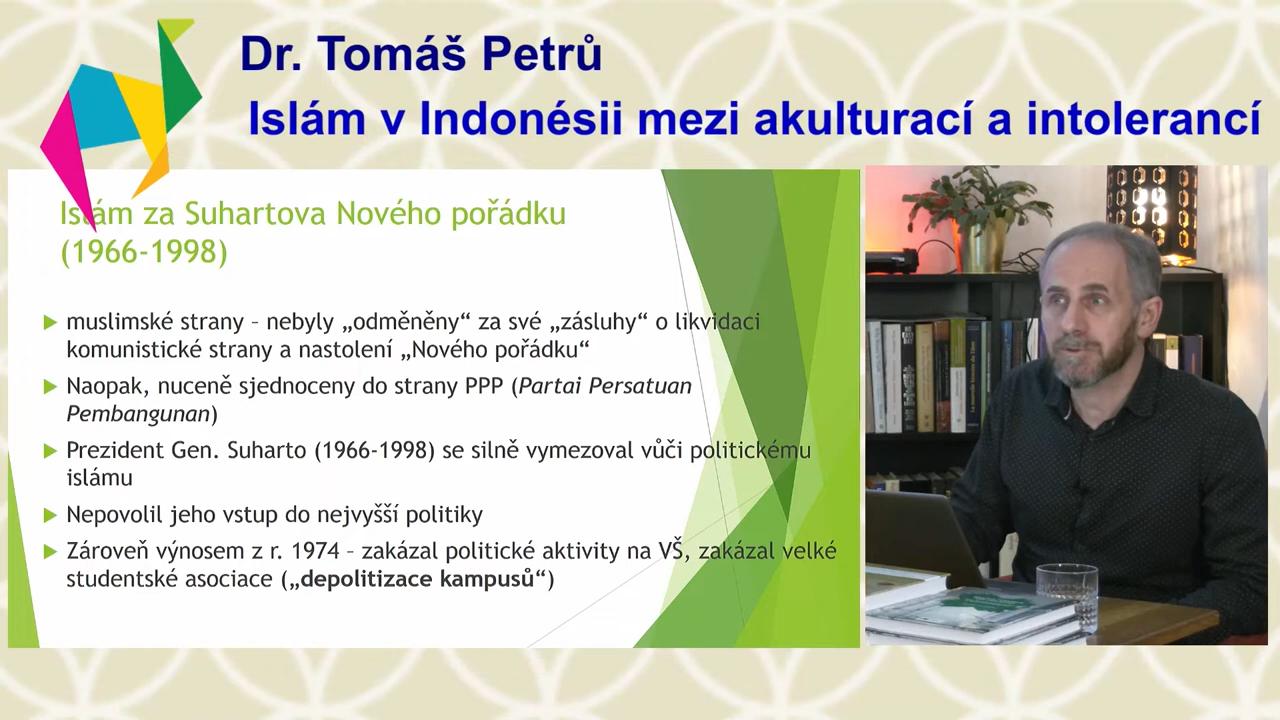 Dr. Tomáš Petrů
Islám v Indonésii mezi akulturací a intolerancí
Islám za Suhartova Nového pořádku
(1966-1998)
muslimské strany – nebyly „odměněny“ za své „zásluhy“ o likvidaci
komunistické strany a nastolení „Nového pořádku“
Naopak, nuceně sjednoceny do strany PPP (Partai Persatuan
Pembangunan)
Prezident Gen. Suharto (1966-1998) se silně vymezoval vůči politickému
islámu
Nepovolil jeho vstup do nejvyšší politiky
Zároveň výnosem z r. 1974 – zakázal politické aktivity na VŠ, zakázal velké
studentské asociace („depolitizace kampusů“)